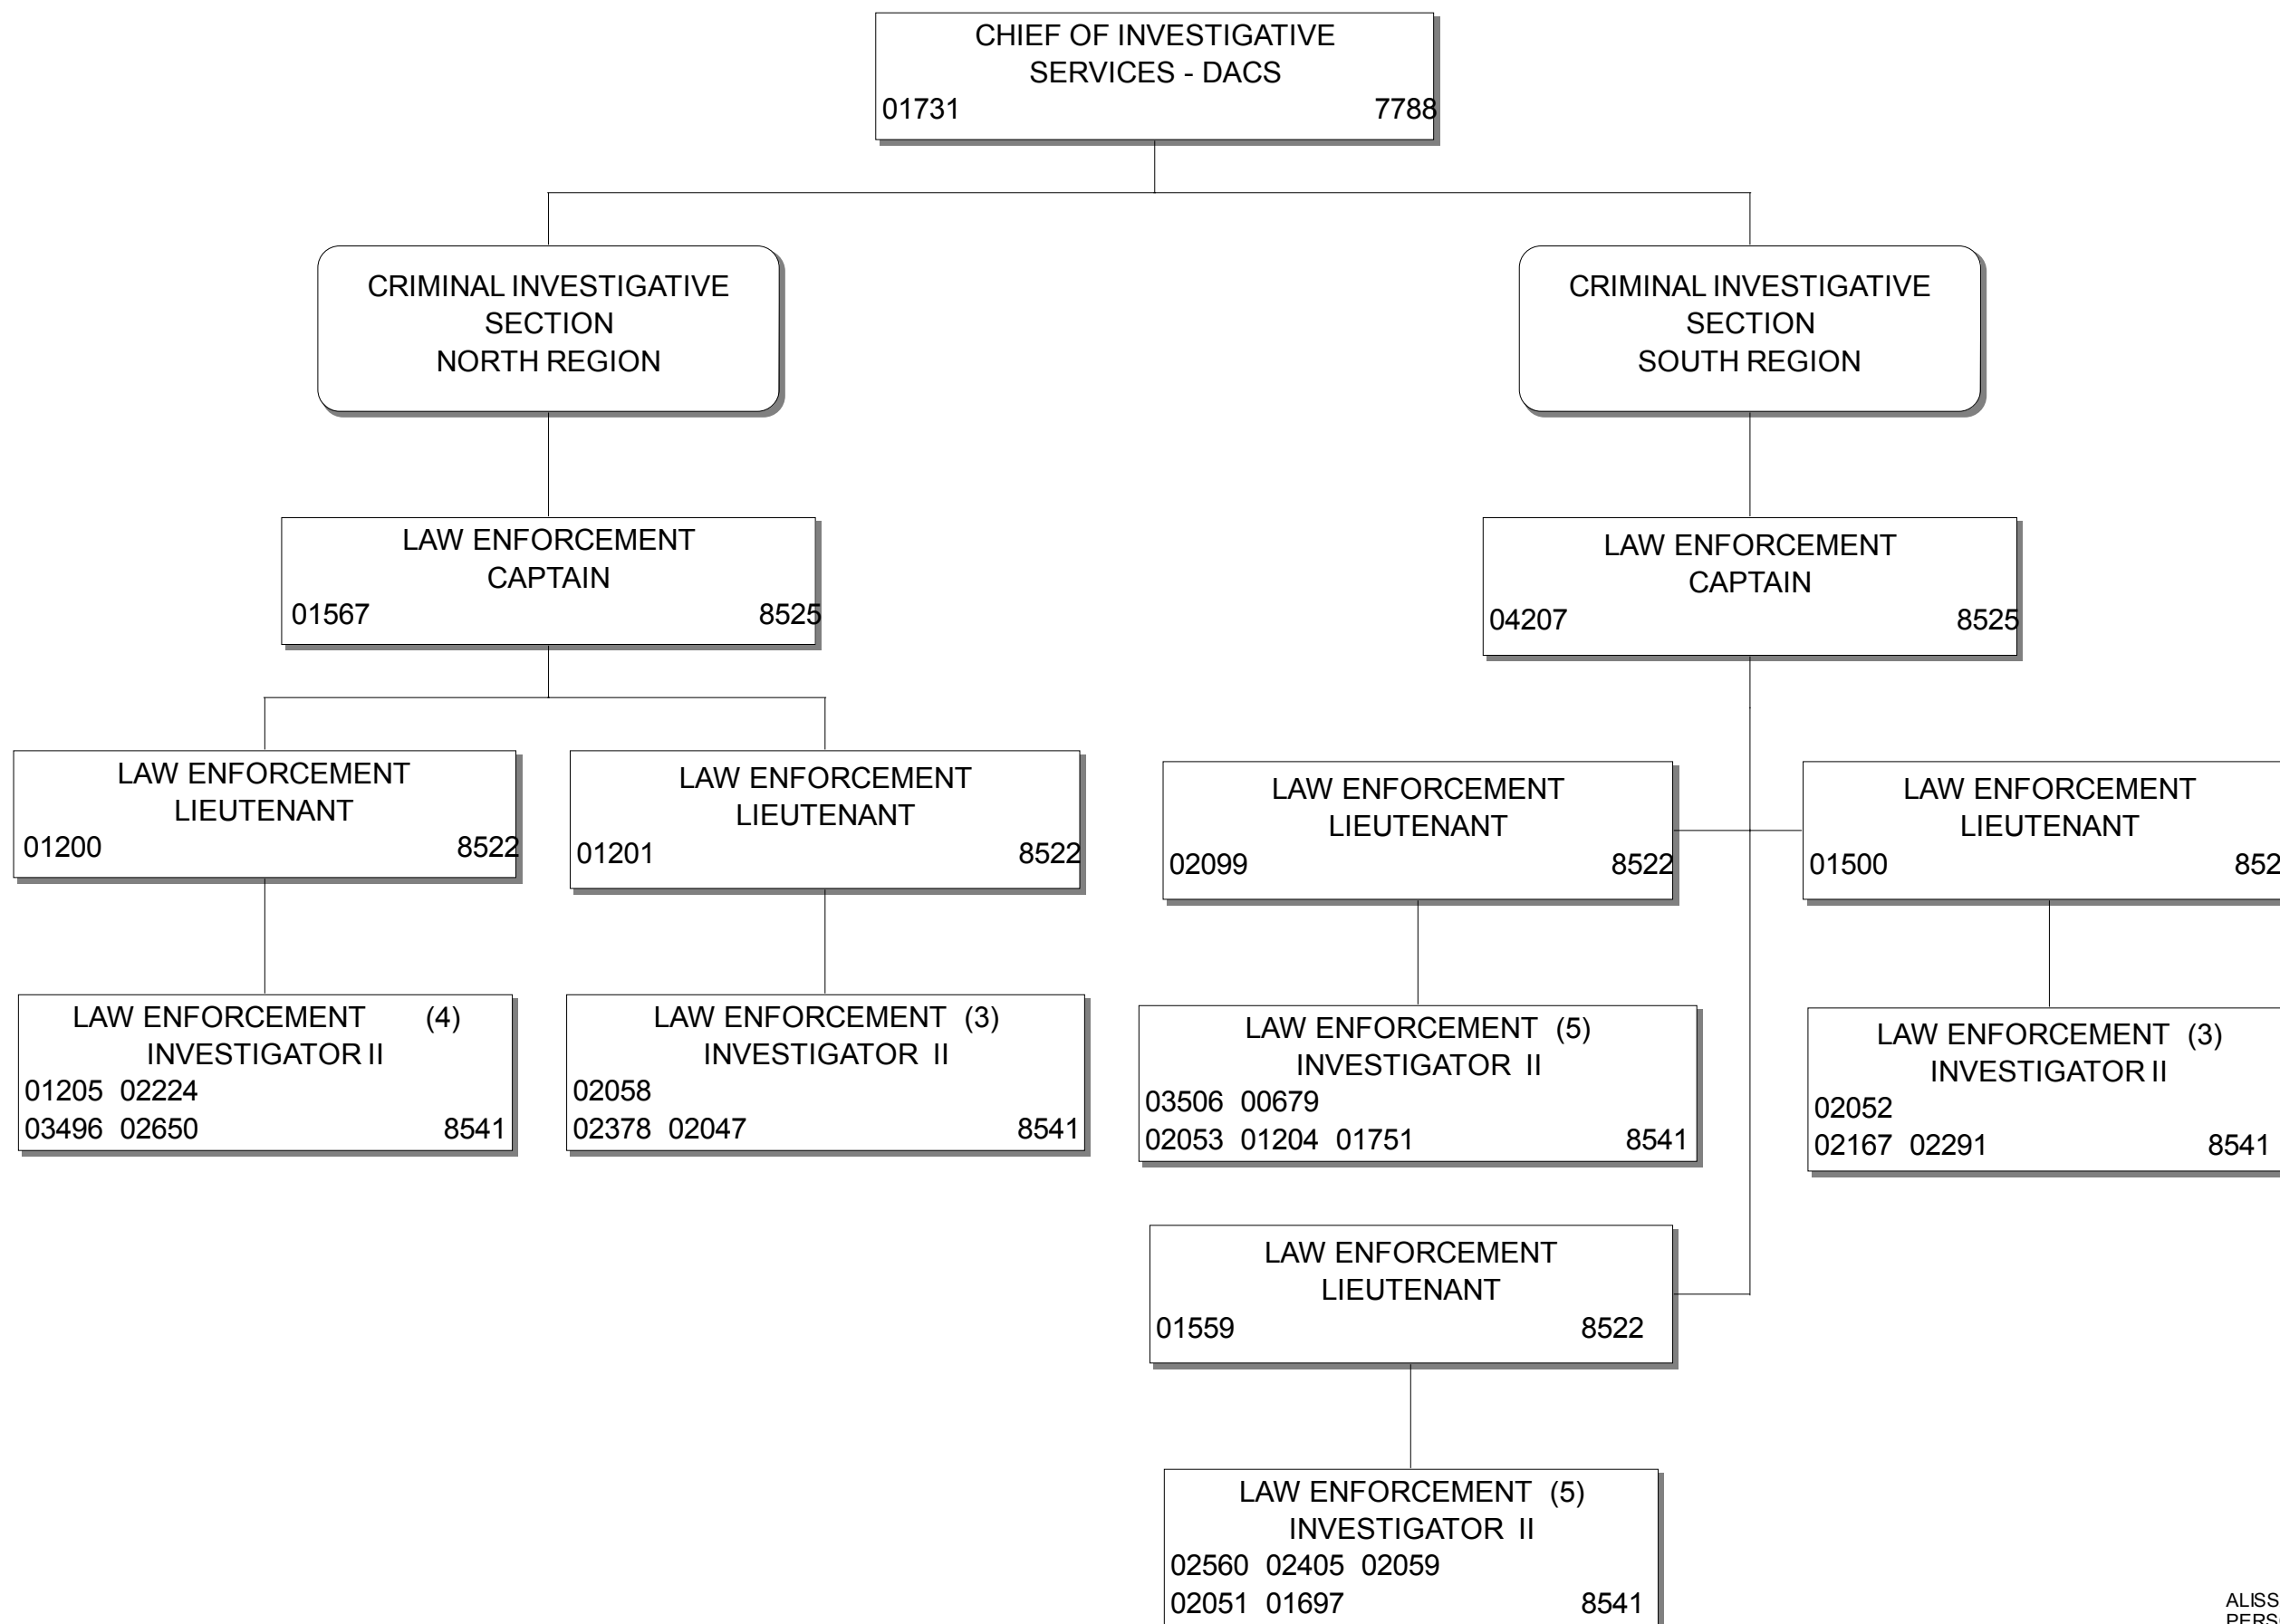 CHIEF OF INVESTIGATIVE
SERVICES - DACS
01731 7788
CRIMINAL INVESTIGATIVE
SECTION
NORTH REGION
CRIMINAL INVESTIGATIVE
SECTION
SOUTH REGION
LAW ENFORCEMENT
CAPTAIN
01567 8525
LAW ENFORCEMENT
CAPTAIN
04207 8525
LAW ENFORCEMENT
LIEUTENANT
01200 8522
LAW ENFORCEMENT
LIEUTENANT
01201 8522
LAW ENFORCEMENT
LIEUTENANT
02099 8522
LAW ENFORCEMENT
LIEUTENANT
01500 852
LAW ENFORCEMENT (4)
INVESTIGATOR II
01205 02224
03496 02650 8541
LAW ENFORCEMENT (3)
INVESTIGATOR II
02058
02378 02047 8541
LAW ENFORCEMENT (5)
INVESTIGATOR II
03506 00679
02053 01204 01751 8541
LAW ENFORCEMENT (3)
INVESTIGATOR II
02052
02167 02291 8541
LAW ENFORCEMENT
LIEUTENANT
01559 8522
LAW ENFORCEMENT (5)
INVESTIGATOR II
02560 02405 02059
02051 01697 8541